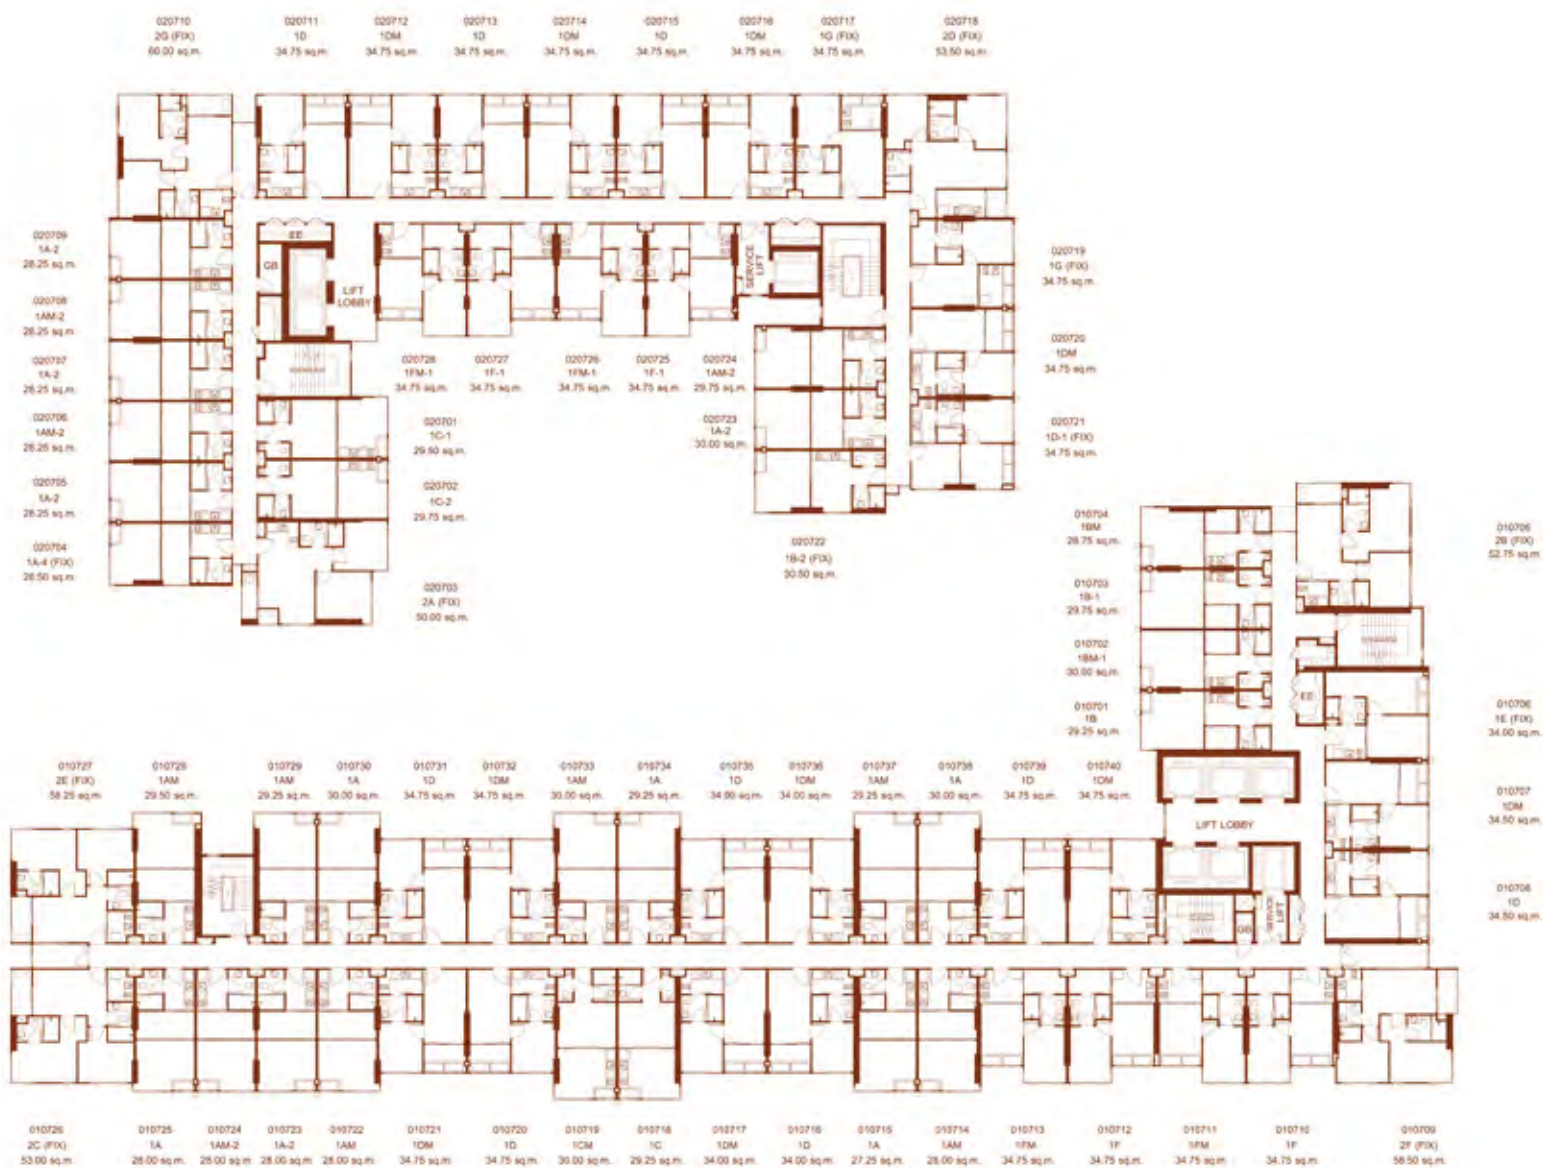 020710
2G (FIX)
60.00 sq.m.
020711
1D
34.75 sq.m.
020712
1DM
34.75 sq.m.
020713
1D
34.75 sq.m.
020714
1DM
34.75 sq.m.
020715
1D
34.75 sq.m.
020716
1DM
34.75 sq.m.
020717
1G (FIX)
34.75 sq.m.
020718
2D (FIX)
53.50 sq.m.
020709
1A-2
28.25 sq.m.
020708
1AM-2
28.25 sq.m.
020707
1A-2
28.25 sq.m.
020706
1AM-2
28.25 sq.m.
020705
1A-2
28.25 sq.m.
020704
1A-4 (FIX)
28.50 sq.m.
EE
GB
LIFT
LOBBY
SERVICE
LIFT
020719
1G (FIX)
34.75 sq.m.
020720
1DM
34.75 sq.m.
020721
1D-1 (FIX)
34.75 sq.m.
020728
1FM-1
34.75 sq.m.
020727
1F-1
34.75 sq.m.
020726
1FM-1
34.75 sq.m.
020725
1F-1
34.75 sq.m.
020724
1AM-2
29.75 sq.m.
020723
1A-2
30.00 sq.m.
020701
1C-1
29.50 sq.m.
020702
1C-2
29.75 sq.m.
020703
2A (FIX)
50.00 sq.m.
020722
1B-2 (FIX)
30.50 sq.m.
010704
1BM
28.75 sq.m.
010703
1B-1
29.75 sq.m.
010702
1BM-1
30.00 sq.m.
010701
1B
29.25 sq.m.
2B (FIX)
52.75 sq.m.
EE
010706
1E (FIX)
34.00 sq.m.
010707
1DM
34.50 sq.m.
010708
1D
34.50 sq.m.
010727
2E (FIX)
58.25 sq.m.
010728
1AM
29.50 sq.m.
010729
1AM
29.25 sq.m.
010730
1A
30.00 sq.m.
010731
1D
34.75 sq.m.
010732
1DM
34.75 sq.m.
010733
1AM
30.00 sq.m.
010734
1A
29.25 sq.m.
010735
1D
34.00 sq.m.
010736
1DM
34.00 sq.m.
010737
1AM
29.25 sq.m.
010738
1A
30.00 sq.m.
010739
1D
34.75 sq.m.
010740
1DM
34.75 sq.m.
LIFT LOBBY
GB
SERVICE
LIFT
010726
2C (FIX)
53.00 sq.m.
010725
1A
28.00 sq.m.
010724
1AM-2
28.00 sq.m.
010723
1A-2
28.00 sq.m.
010722
1AM
28.00 sq.m.
010721
1DM
34.75 sq.m.
010720
1D
34.75 sq.m.
010719
1CM
30.00 sq.m.
010718
1C
29.25 sq.m.
010717
1DM
34.00 sq.m.
010716
1D
34.00 sq.m.
010715
1A
27.25 sq.m.
010714
1AM
28.00 sq.m.
010713
1FM
34.75 sq.m.
010712
1F
34.75 sq.m.
010711
1FM
34.75 sq.m.
010710
1F
34.75 sq.m.
010709
2F (FIX)
58.50 sq.m.